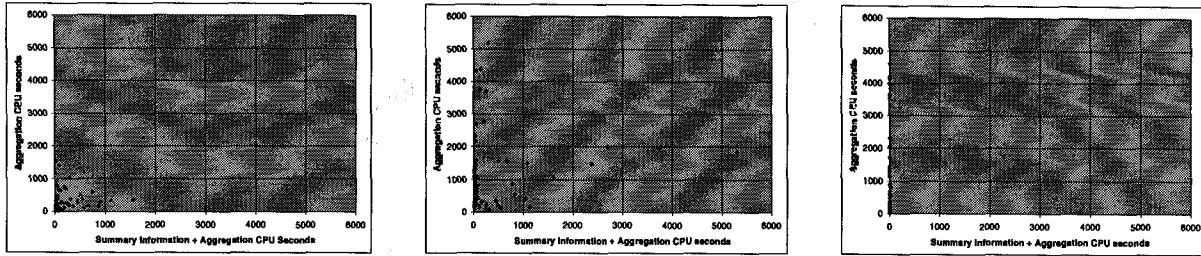 6000
5000
4000
3000
2000
1000
0
Aggregation CPU seconds
0 1000 2000 3000 4000 5000 6000
Summary Information + Aggregation CPU Seconds
6000
5000
4000
3000
2000
1000
0
Aggregation CPU seconds
0 1000 2000 3000 4000 5000 6000
Summary Information + Aggregation CPU seconds
6000
5000
4000
3000
2000
1000
0
Aggregation CPU seconds
0 1000 2000 3000 4000 5000 6000
Summary Information + Aggregation CPU seconds